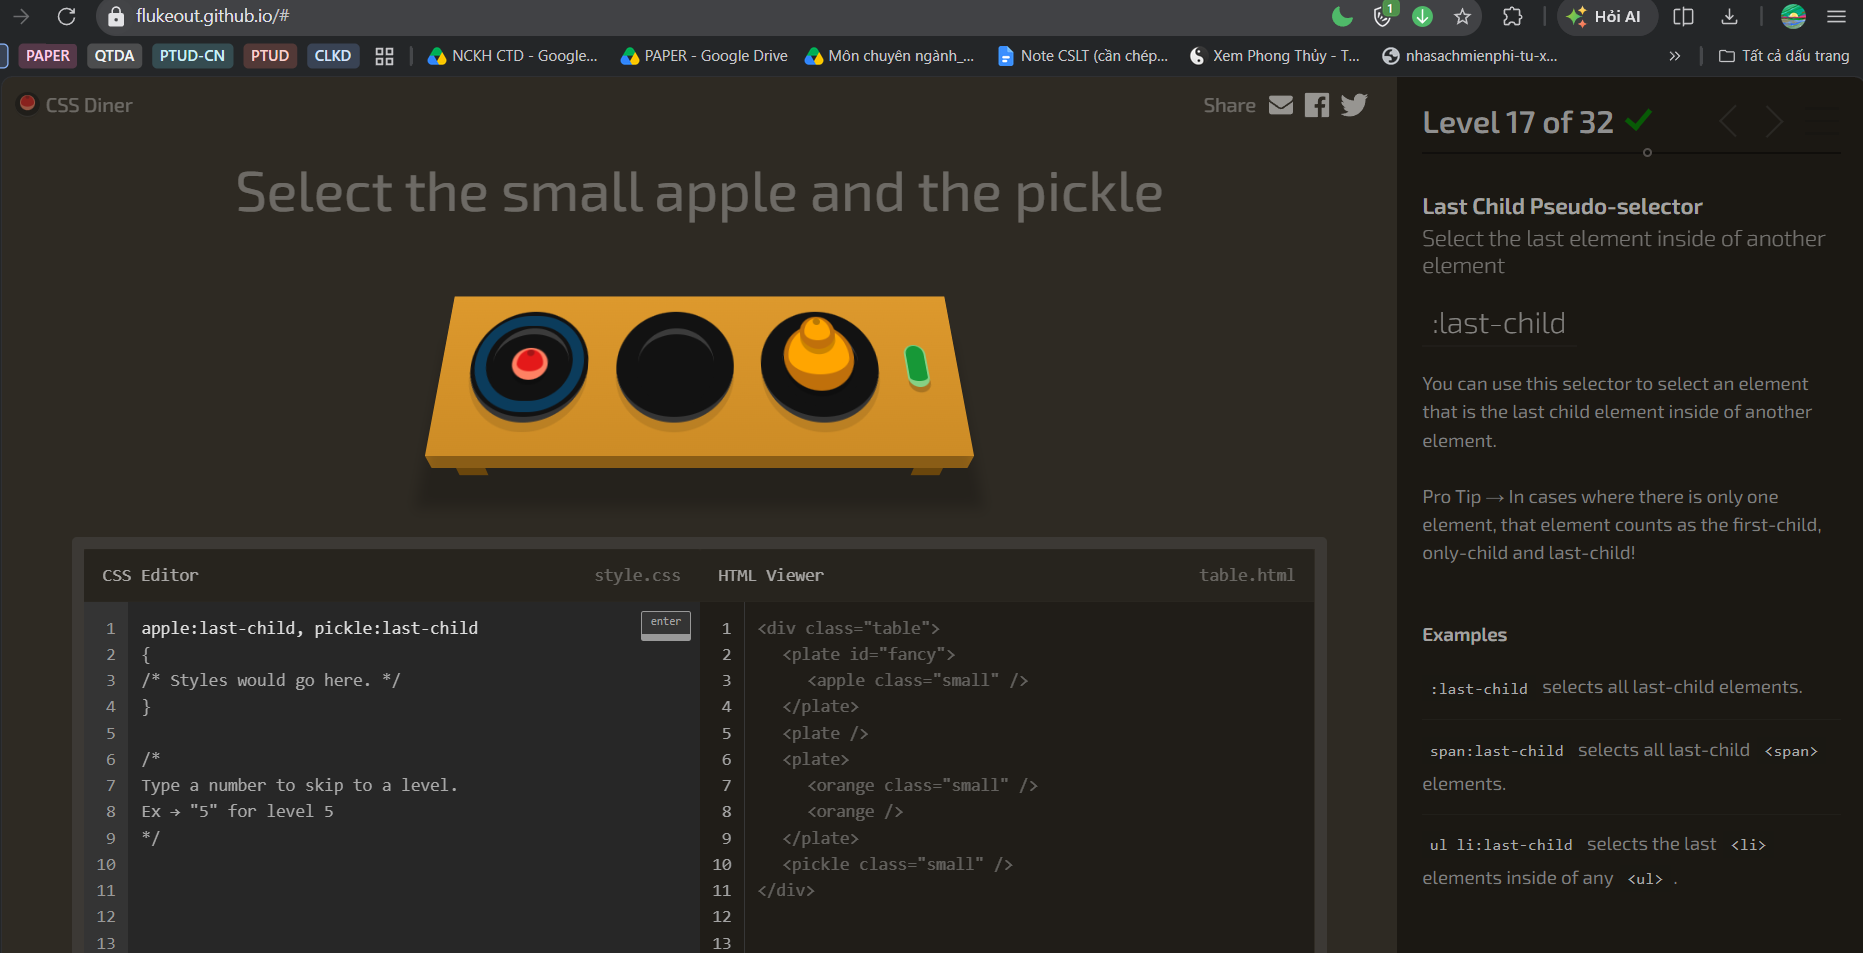 flukeout.github.io/#
1
Hỏi AI
PAPER
QTDA
PTUD-CN
PTUD
CLKD
NCKH CTD - Google...
PAPER - Google Drive
Môn chuyên ngành_...
Note CSLT (cần chép...
Xem Phong Thủy - T...
nhasachmienphi-tu-x...
»
Tất cả dấu trang
CSS Diner
Share
Select the small apple and the pickle
CSS Editor
style.css
1 apple:last-child, pickle:last-child
enter
2 {
3 /* Styles would go here. */
4 }
5
6 /*
7 Type a number to skip to a level.
8 Ex → "5" for level 5
9 */
10
11
12
13
HTML Viewer
table.html
1 <div class="table">
2 <plate id="fancy">
3 <apple class="small" />
4 </plate>
5 <plate />
6 <plate>
7 <orange class="small" />
8 <orange />
9 </plate>
10 <pickle class="small" />
11 </div>
12
13
Level 17 of 32
Last Child Pseudo-selector
Select the last element inside of another
element
:last-child
You can use this selector to select an element
that is the last child element inside of another
element.
Pro Tip → In cases where there is only one
element, that element counts as the first-child,
only-child and last-child!
Examples
:last-child selects all last-child elements.
span:last-child selects all last-child <span>
elements.
ul li:last-child selects the last <li>
elements inside of any <ul> .